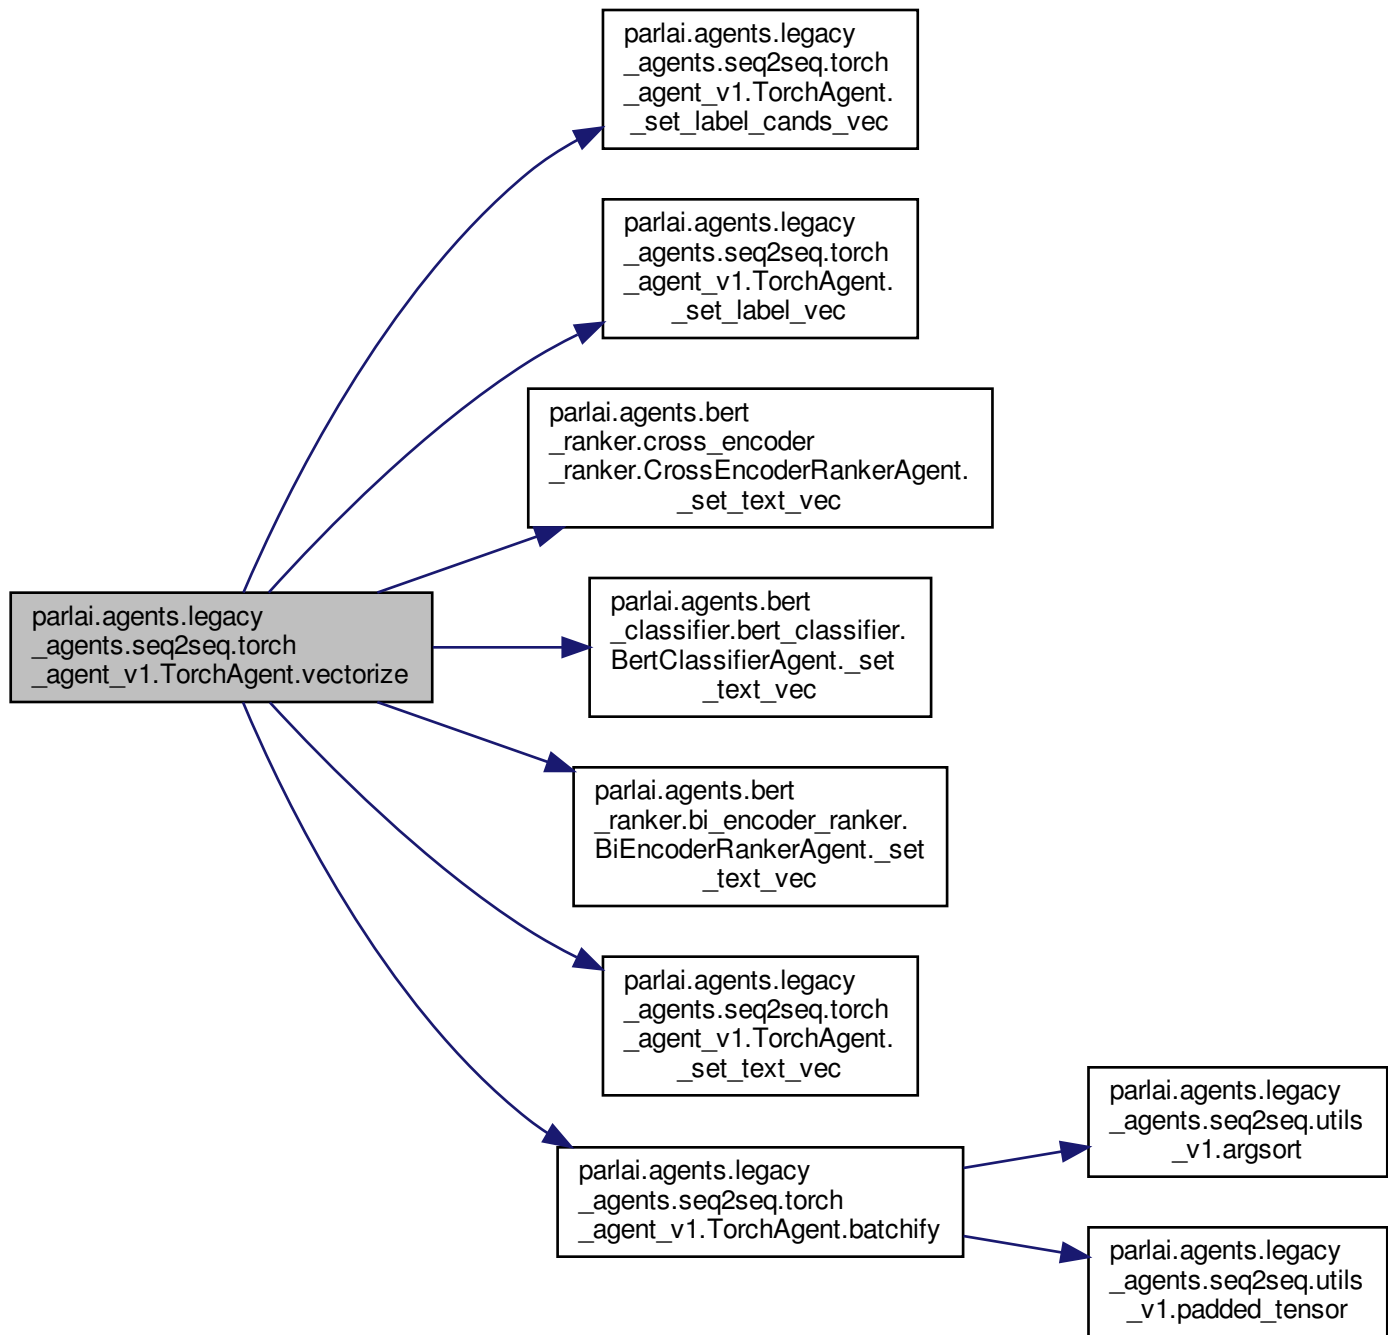 parlai.agents.legacy
_agents.seq2seq.torch
_agent_v1.TorchAgent.
_set_label_cands_vec
parlai.agents.legacy
_agents.seq2seq.torch
_agent_v1.TorchAgent.
_set_label_vec
parlai.agents.bert
_ranker.cross_encoder
_ranker.CrossEncoderRankerAgent.
_set_text_vec
parlai.agents.legacy
_agents.seq2seq.torch
_agent_v1.TorchAgent.vectorize
parlai.agents.bert
_classifier.bert_classifier.
BertClassifierAgent._set
_text_vec
parlai.agents.bert
_ranker.bi_encoder_ranker.
BiEncoderRankerAgent._set
_text_vec
parlai.agents.legacy
_agents.seq2seq.torch
_agent_v1.TorchAgent.
_set_text_vec
parlai.agents.legacy
_agents.seq2seq.torch
_agent_v1.TorchAgent.batchify
parlai.agents.legacy
_agents.seq2seq.utils
_v1.argsort
parlai.agents.legacy
_agents.seq2seq.utils
_v1.padded_tensor